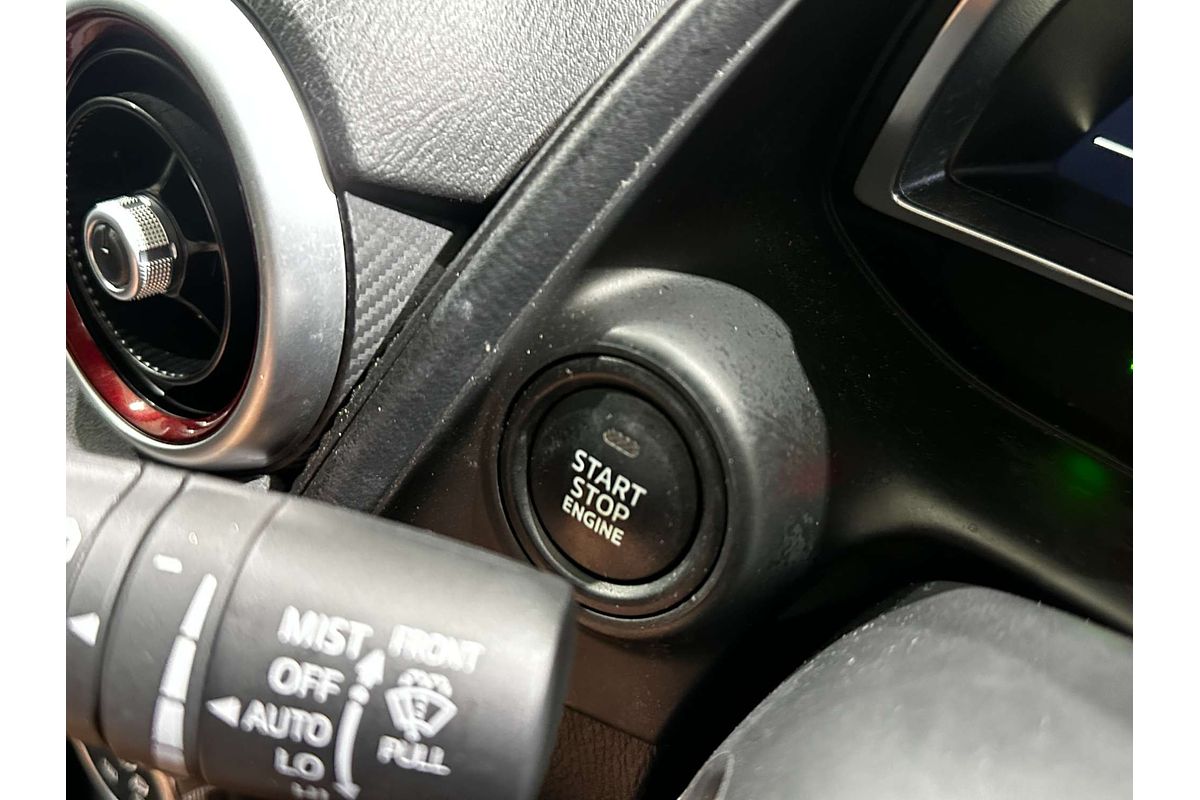 START
STOP
ENGINE
MIST
OFF
AUTO
LO
FRONT
PULL